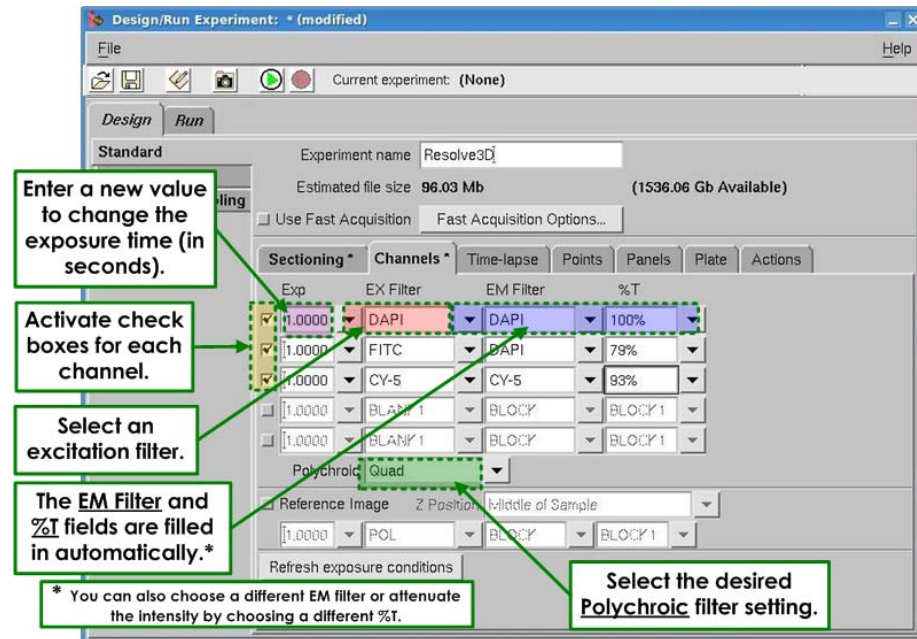 Design/Run Experiment: * (modified)
File Help
Current experiment: (None)
Design Run
Standard
Experiment name Resolve3D
Estimated file size 96.03 Mb (1536.06 Gb Available)
Use Fast Acquisition Fast Acquisition Options...
Enter a new value
to change the
exposure time (in
seconds).
Sectioning * Channels * Time-lapse Points Panels Plate Actions
Exp EX Filter EM Filter %T
1.0000 DAPI DAPI 100%
1.0000 FITC DAPI 79%
1.0000 CY-5 CY-5 93%
1.0000 BLANK1 BLOCK BLOCK1
1.0000 BLANK1 BLOCK BLOCK1
Activate check
boxes for each
channel.
Select an
excitation filter.
Polychroic Quad
The EM Filter and
%T fields are filled
in automatically.*
Reference Image Z Position Middle of Sample
1.0000 POL BLOCK BLOCK1
Refresh exposure conditions
* You can also choose a different EM filter or attenuate
the intensity by choosing a different %T.
Select the desired
Polychroic filter setting.